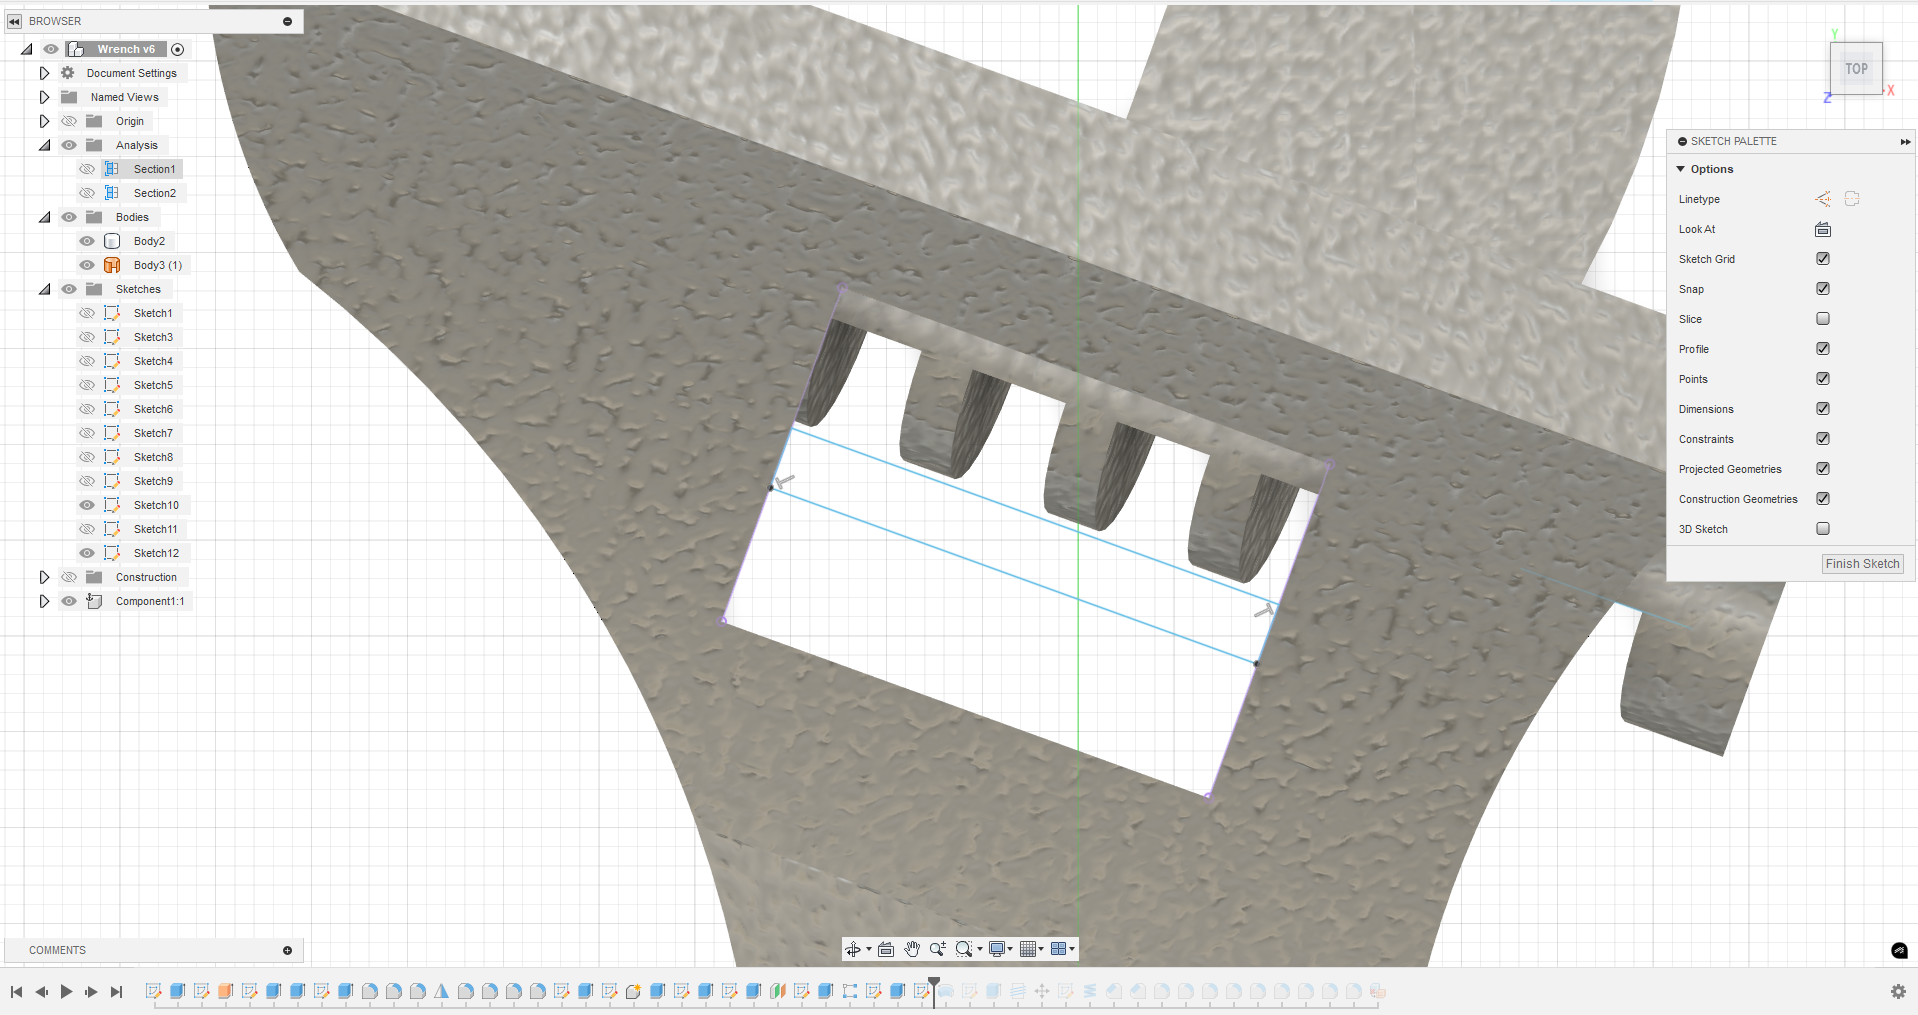 BROWSER
Wrench v6
Document Settings
Named Views
Origin
Analysis
Section1
Section2
Bodies
Body2
Body3 (1)
Sketches
Sketch1
Sketch3
Sketch4
Sketch5
Sketch6
Sketch7
Sketch8
Sketch9
Sketch10
Sketch11
Sketch12
Construction
Component1:1
COMMENTS
Y
TOP
Z
X
SKETCH PALETTE
Options
Linetype
Look At
Sketch Grid
Snap
Slice
Profile
Points
Dimensions
Constraints
Projected Geometries
Construction Geometries
3D Sketch
Finish Sketch